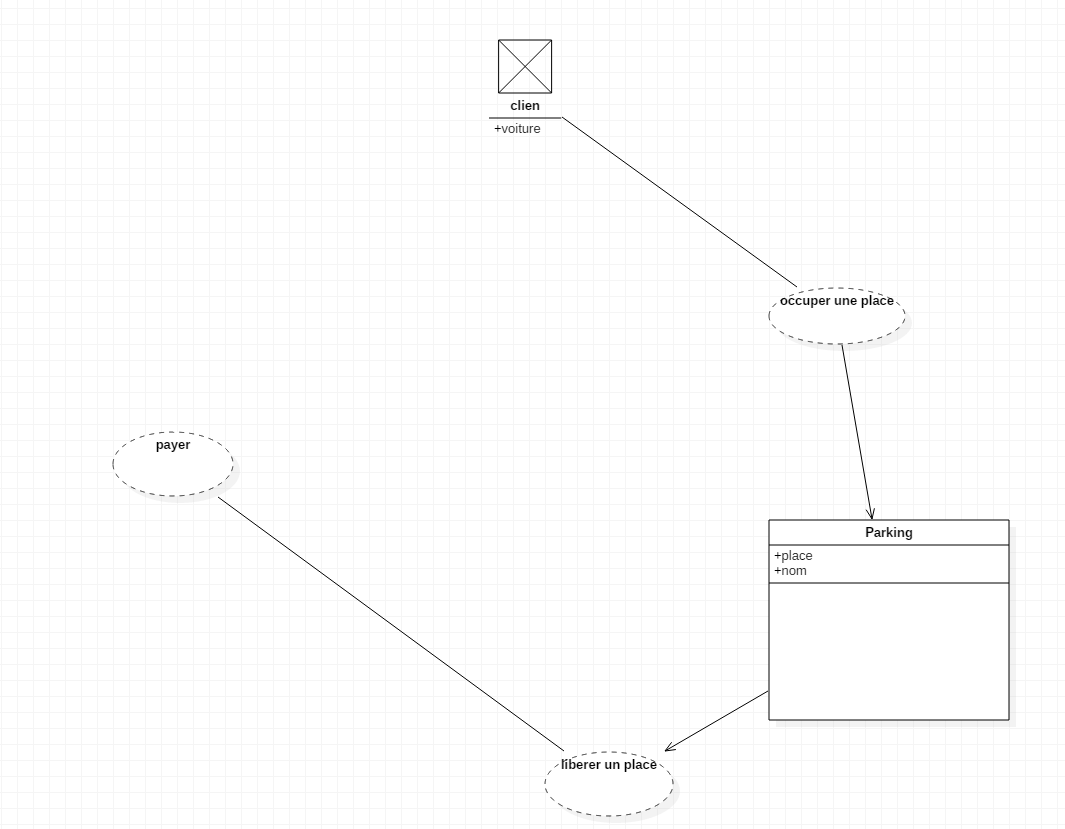 clien
+voiture
occuper une place
payer
Parking
+place
+nom
liberer un place